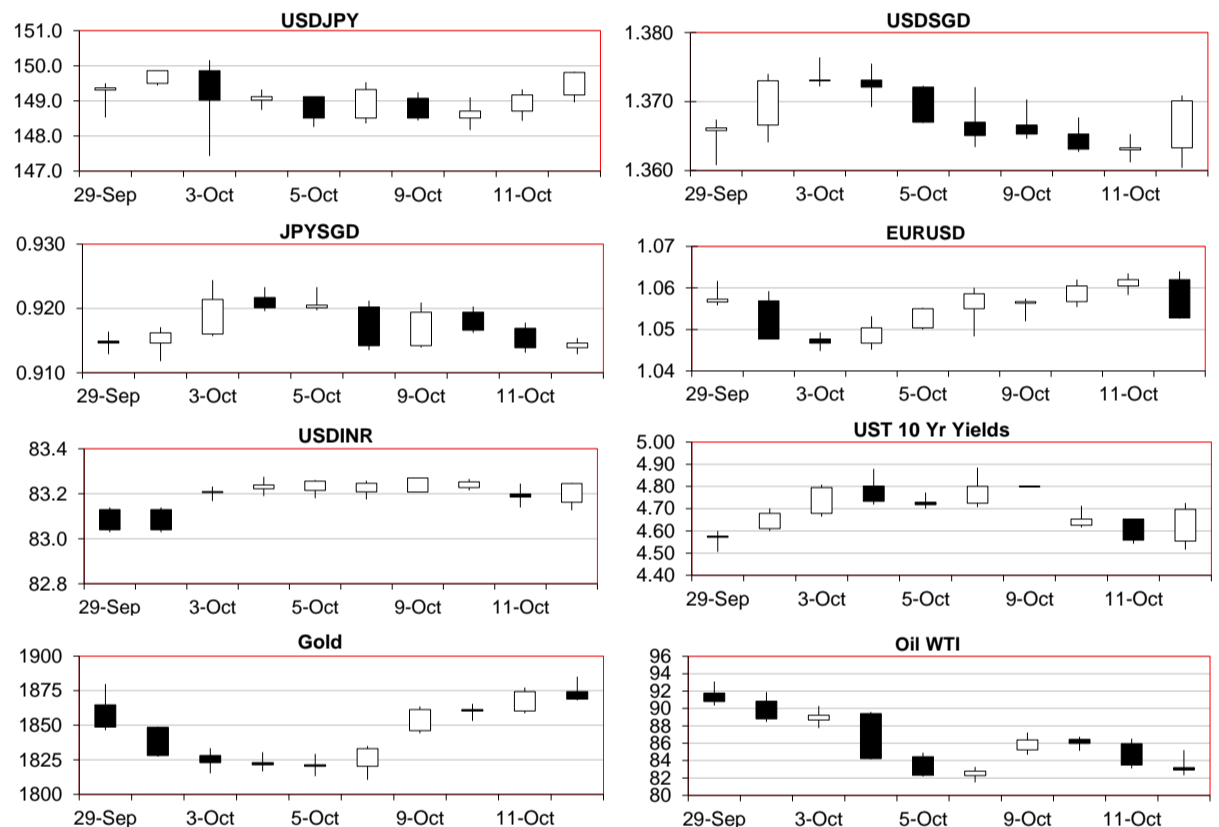 USDJPY
151.0
150.0
149.0
148.0
147.0
29-Sep 3-Oct 5-Oct 9-Oct 11-Oct
USDSGD
1.380
1.370
1.360
29-Sep 3-Oct 5-Oct 9-Oct 11-Oct
JPYSGD
0.930
0.920
0.910
29-Sep 3-Oct 5-Oct 9-Oct 11-Oct
EURUSD
1.07
1.06
1.05
1.04
29-Sep 3-Oct 5-Oct 9-Oct 11-Oct
USDINR
83.4
83.2
83.0
82.8
29-Sep 3-Oct 5-Oct 9-Oct 11-Oct
UST 10 Yr Yields
5.00
4.90
4.80
4.70
4.60
4.50
4.40
29-Sep 3-Oct 5-Oct 9-Oct 11-Oct
Gold
1900
1875
1850
1825
1800
29-Sep 3-Oct 5-Oct 9-Oct 11-Oct
Oil WTI
96
94
92
90
88
86
84
82
80
29-Sep 3-Oct 5-Oct 9-Oct 11-Oct